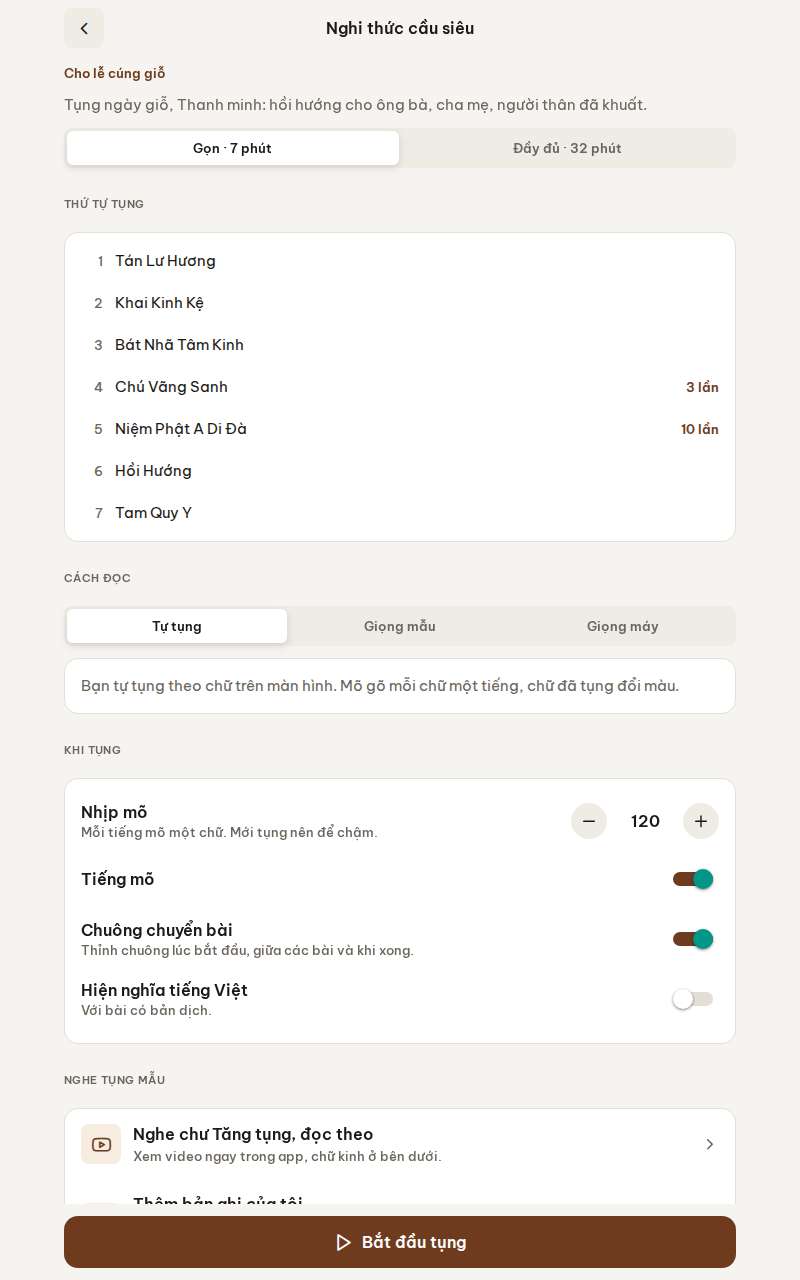 Nghi thức cầu siêu
Cho lễ cúng giỗ
Tụng ngày giỗ, Thanh minh: hồi hướng cho ông bà, cha mẹ, người thân đã khuất.
Gọn · 7 phút
Đầy đủ · 32 phút
THỨ TỰ TỤNG
1 Tán Lư Hương
2 Khai Kinh Kệ
3 Bát Nhã Tâm Kinh
4 Chú Vãng Sanh 3 lần
5 Niệm Phật A Di Đà 10 lần
6 Hồi Hướng
7 Tam Quy Y
CÁCH ĐỌC
Tự tụng
Giọng mẫu
Giọng máy
Bạn tự tụng theo chữ trên màn hình. Mõ gõ mỗi chữ một tiếng, chữ đã tụng đổi màu.
KHI TỤNG
Nhịp mõ
Mỗi tiếng mõ một chữ. Mới tụng nên để chậm.
120
Tiếng mõ
Chuông chuyển bài
Thỉnh chuông lúc bắt đầu, giữa các bài và khi xong.
Hiện nghĩa tiếng Việt
Với bài có bản dịch.
NGHE TỤNG MẪU
Nghe chư Tăng tụng, đọc theo
Xem video ngay trong app, chữ kinh ở bên dưới.
Thêm bản ghi của tôi
Bắt đầu tụng